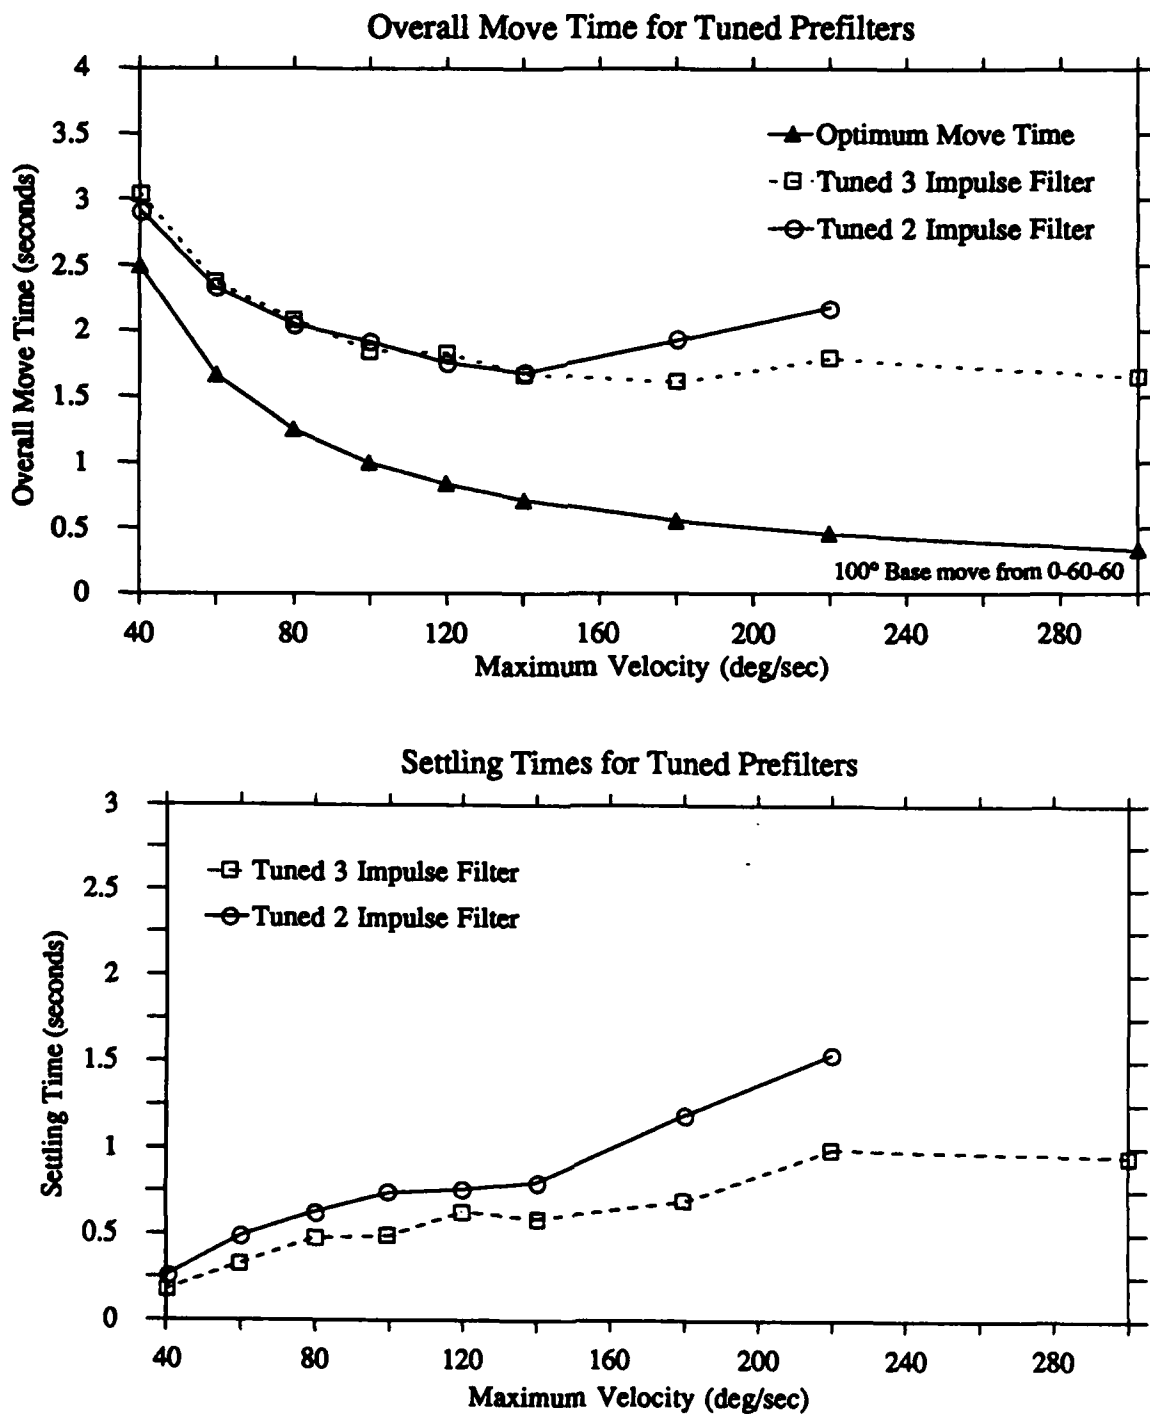 Overall Move Time for Tuned Prefilters
4
3.5
3
2.5
2
1.5
1
0.5
0
Overall Move Time (seconds)
Optimum Move Time
Tuned 3 Impulse Filter
Tuned 2 Impulse Filter
100° Base move from 0-60-60
40 80 120 160 200 240 280
Maximum Velocity (deg/sec)
Settling Times for Tuned Prefilters
3
2.5
2
1.5
1
0.5
0
Settling Time (seconds)
Tuned 3 Impulse Filter
Tuned 2 Impulse Filter
40 80 120 160 200 240 280
Maximum Velocity (deg/sec)